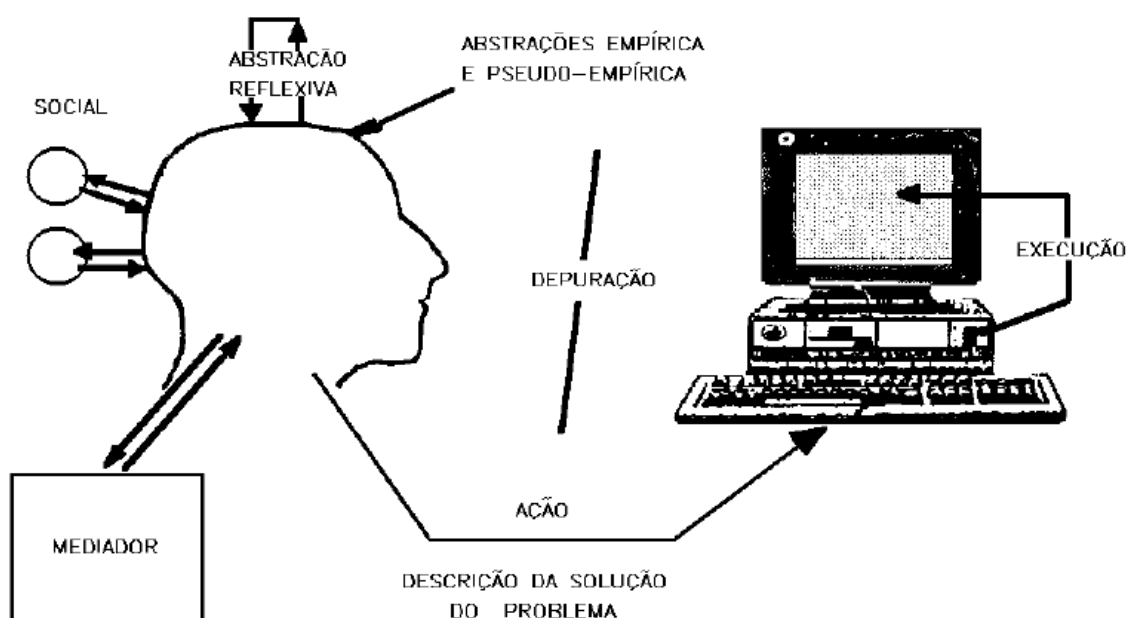 ABSTRAÇÃO
REFLEXIVA
ABSTRAÇÕES EMPÍRICA
E PSEUDO-EMPÍRICA
SOCIAL
EXECUÇÃO
DEPURAÇÃO
AÇÃO
MEDIADOR
DESCRIÇÃO DA SOLUÇÃO
DO PROBLEMA